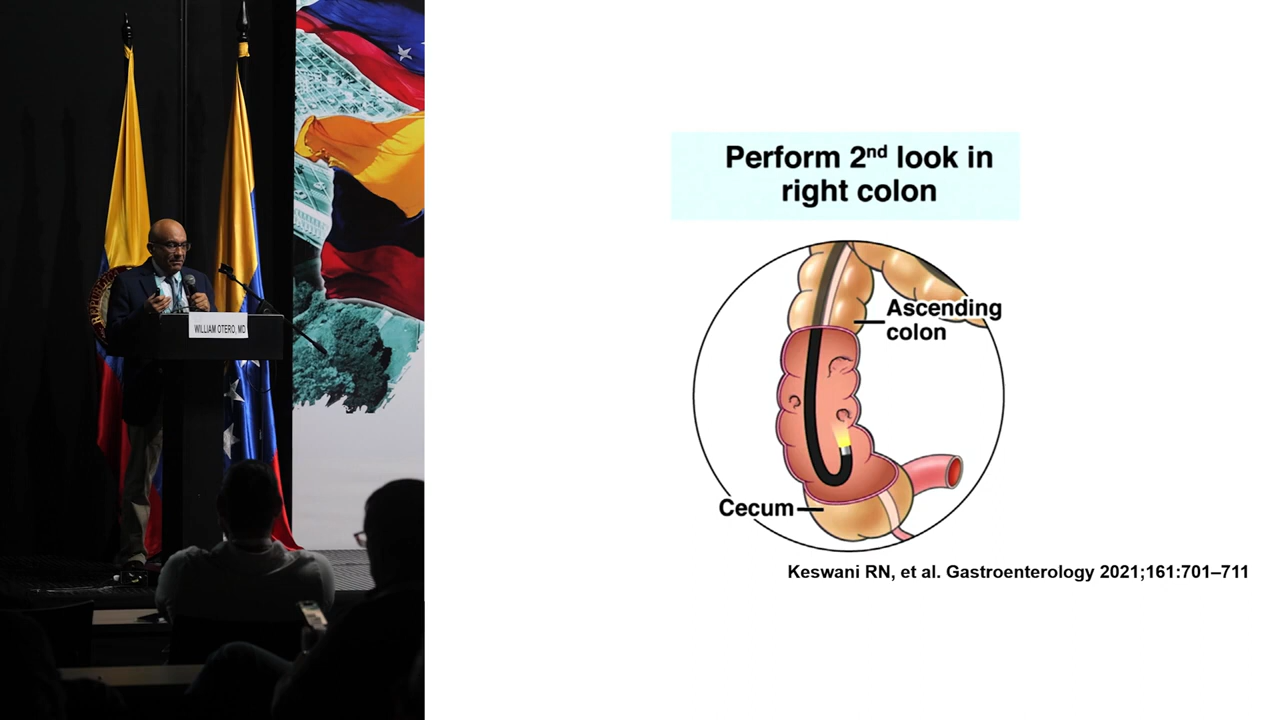 WILLIAM OTERO, MD
Perform 2nd look in
right colon
Ascending
colon
Cecum
Keswani RN, et al. Gastroenterology 2021;161:701–711